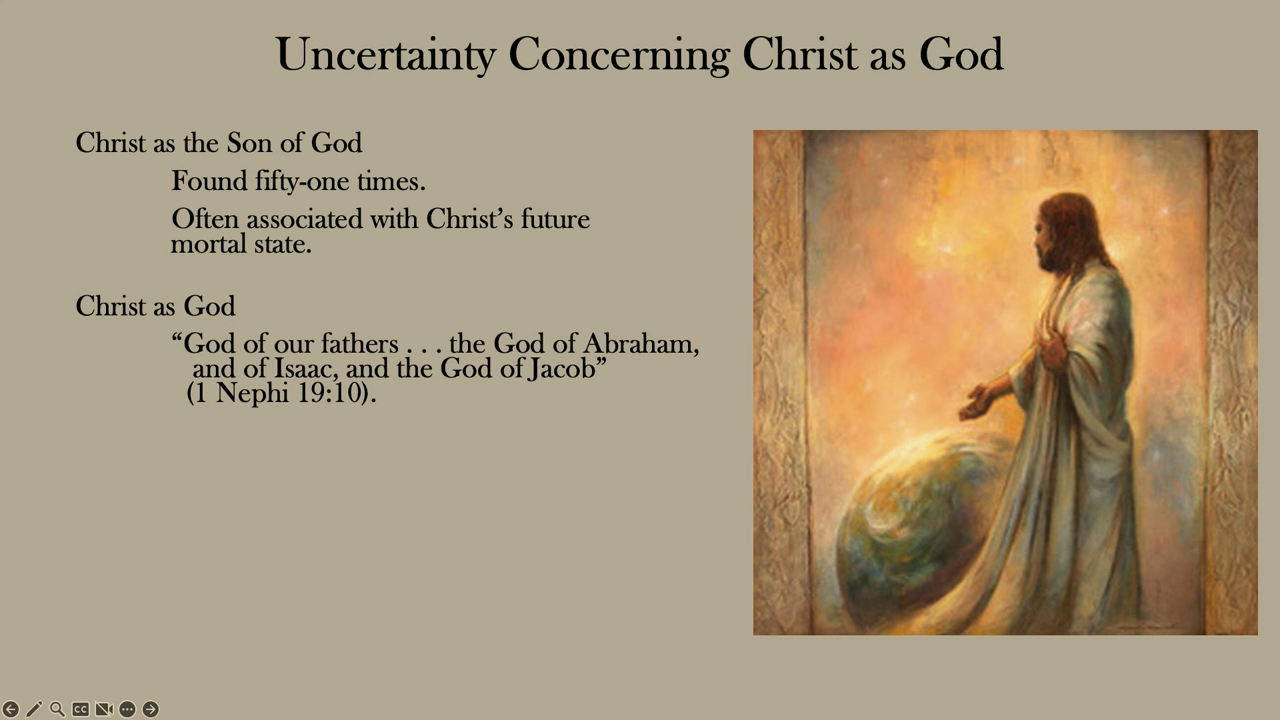 Uncertainty Concerning Christ as God
Christ as the Son of God
Found fifty-one times.
Often associated with Christ’s future
mortal state.
Christ as God
“God of our fathers . . . the God of Abraham,
and of Isaac, and the God of Jacob”
(1 Nephi 19:10).
CC